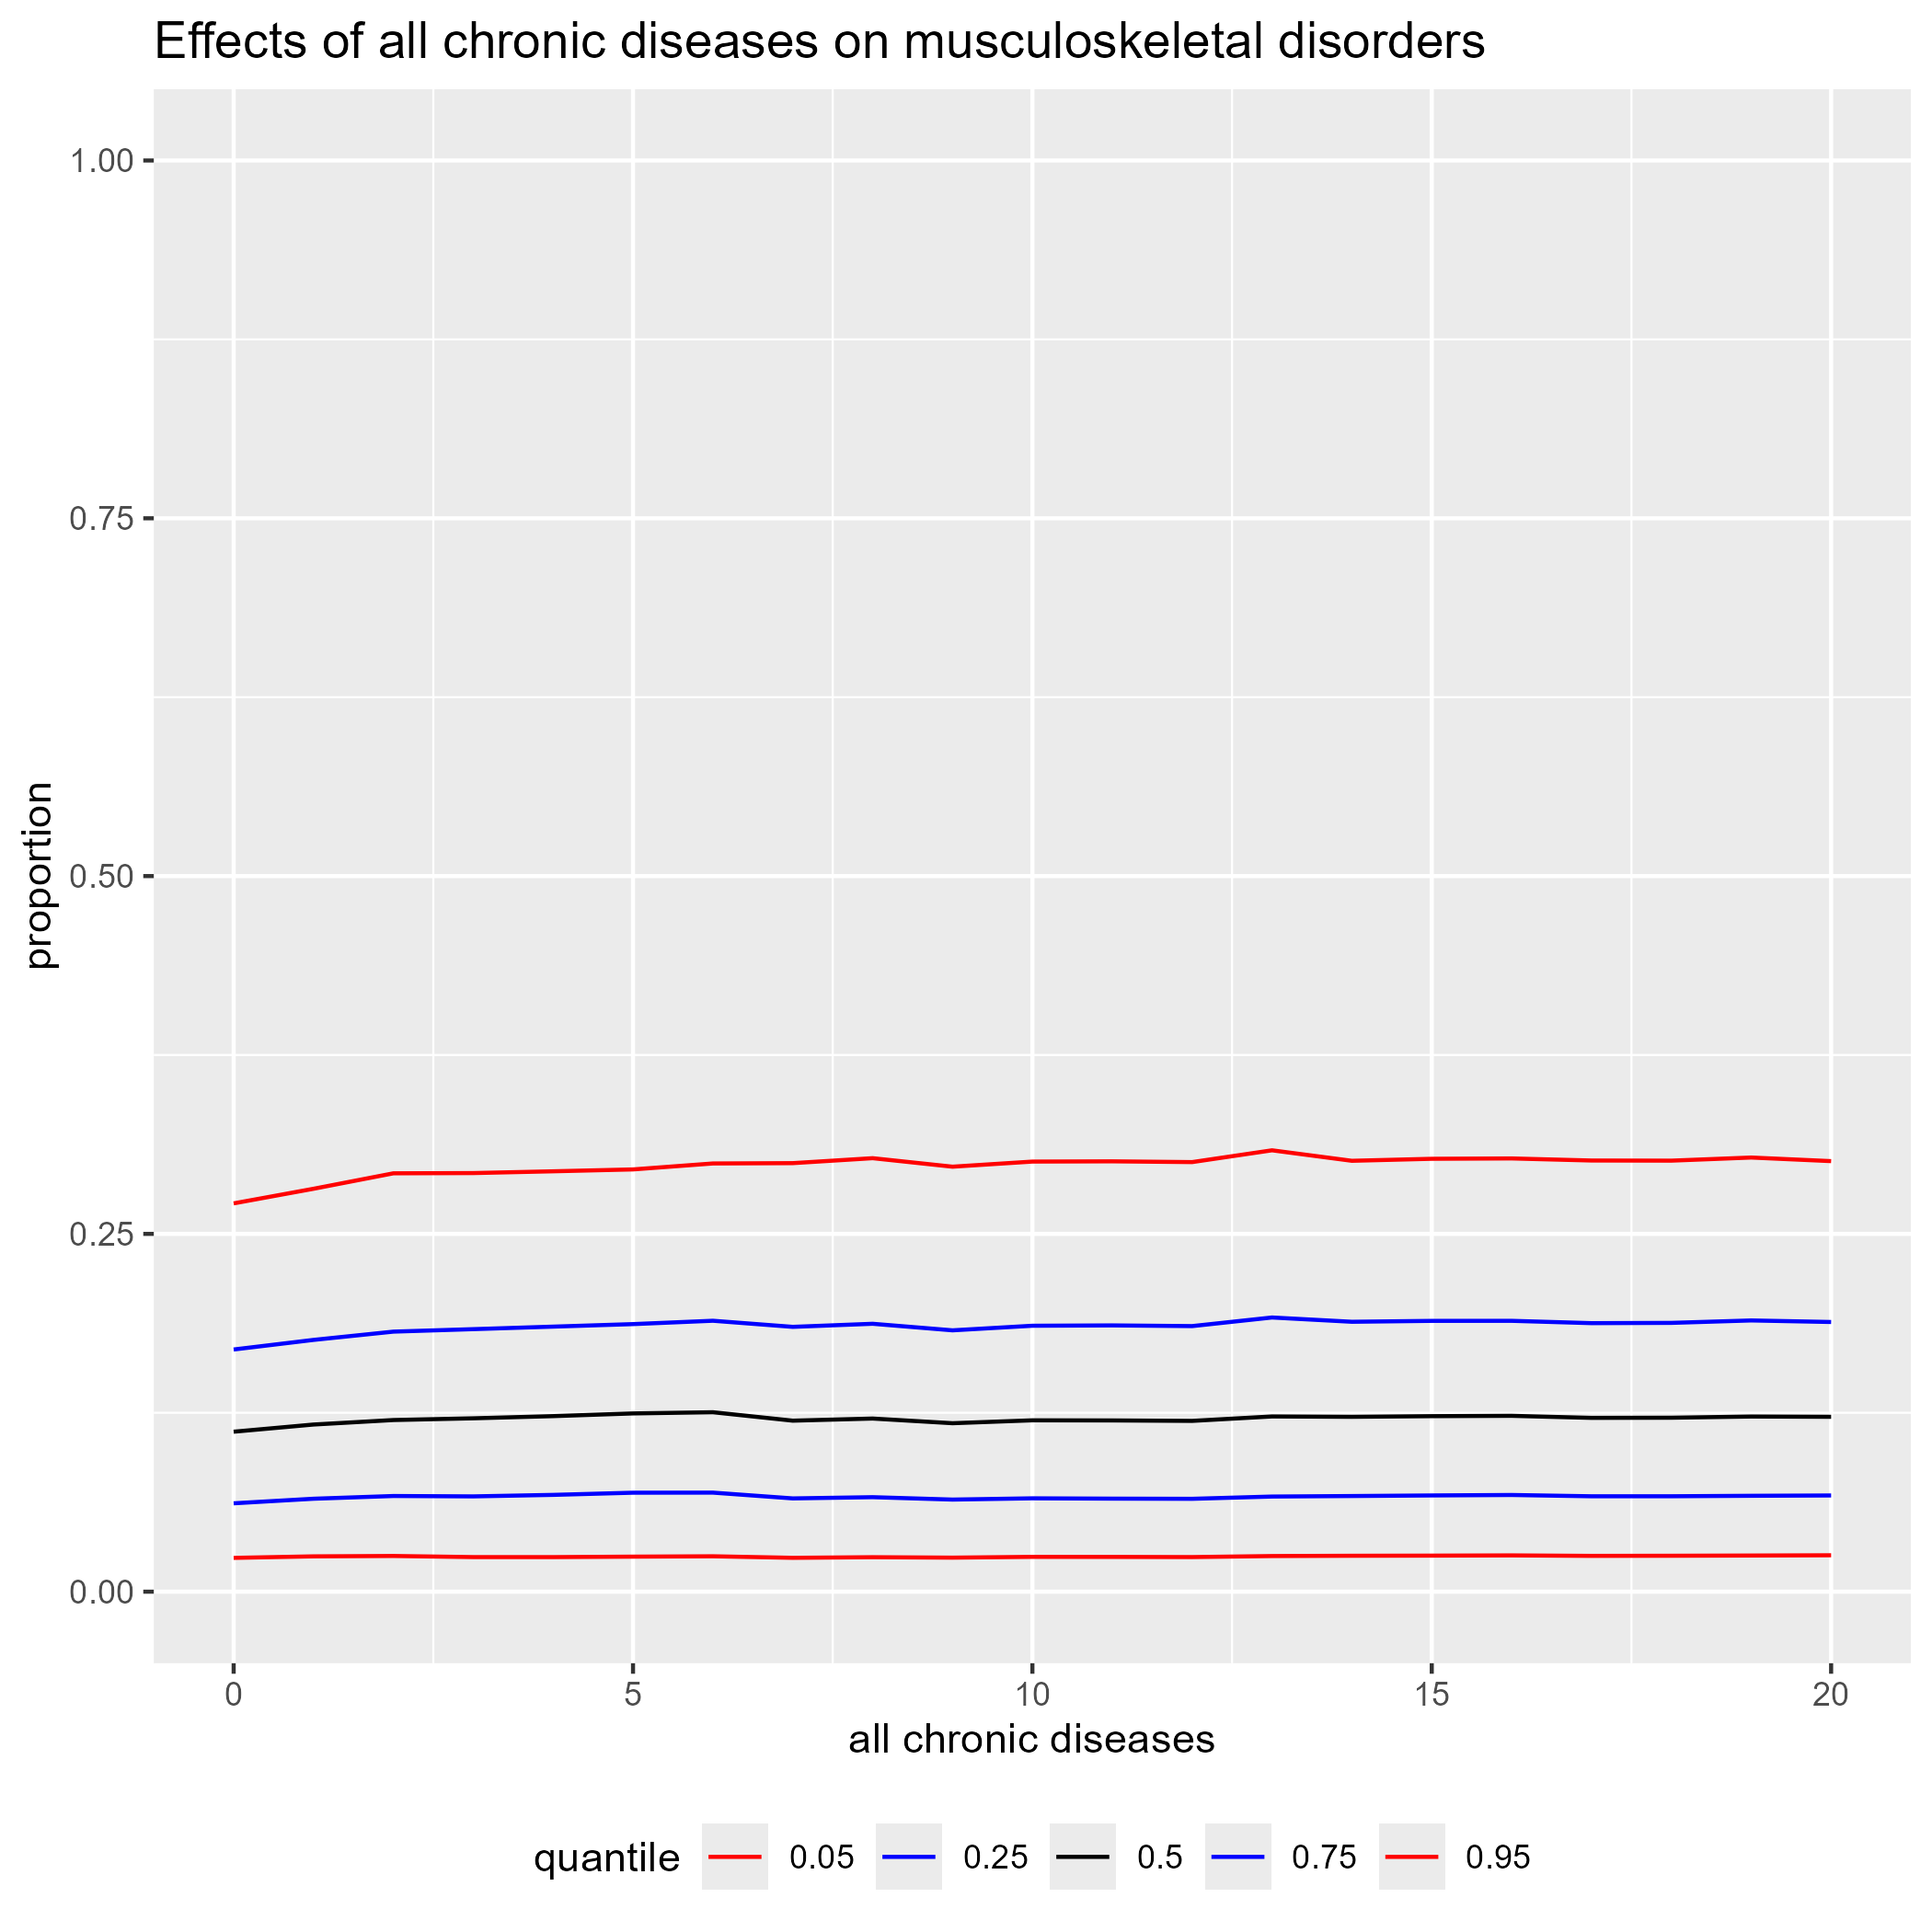 Effects of all chronic diseases on musculoskeletal disorders
1.00
0.75
0.50
0.25
0.00
proportion
0 5 10 15 20
all chronic diseases
quantile 0.05 0.25 0.5 0.75 0.95